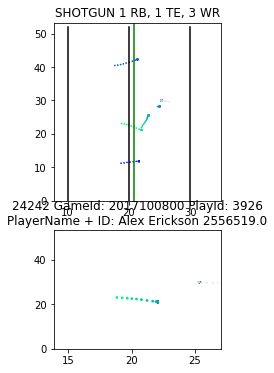 SHOTGUN 1 RB, 1 TE, 3 WR
50
40
30
20
10
0
10 20 30
24242 GameId: 2017100800 PlayId: 3926
PlayerName + ID: Alex Erickson 2556519.0
40
20
0
15 20 25